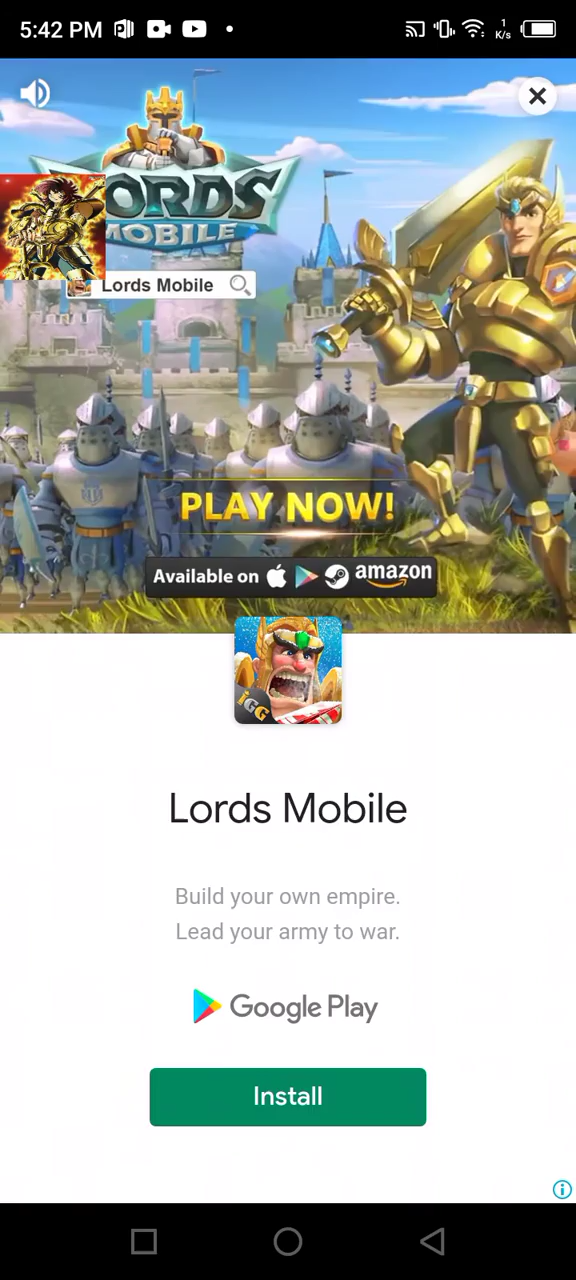 5:42 PM
1
K/s
LORDS
MOBILE
Lords Mobile
PLAY NOW!
Available on amazon
IGG
Lords Mobile
Build your own empire.
Lead your army to war.
Google Play
Install